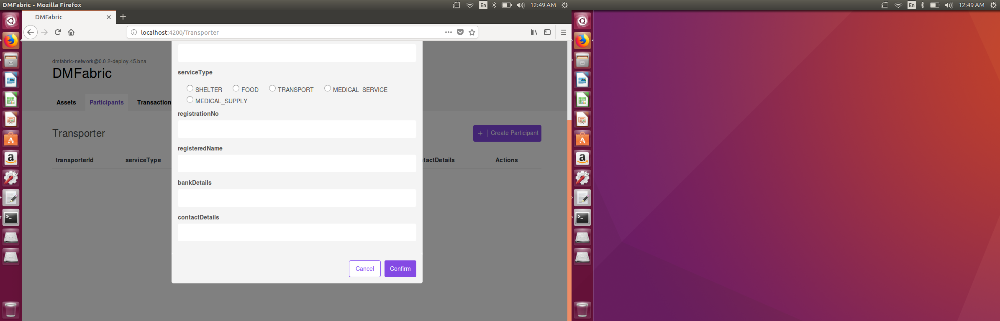 DMFabric - Mozilla Firefox
En
12:49 AM
En
12:49 AM
DMFabric
localhost:4200/Transporter
dmfabric-network@0.0.2-deploy.45.bna
DMFabric
Assets
Participants
Transaction
Transporter
Create Participant
transporterId
serviceType
tactDetails
Actions
serviceType
SHELTER
FOOD
TRANSPORT
MEDICAL_SERVICE
MEDICAL_SUPPLY
registrationNo
registeredName
bankDetails
contactDetails
Cancel
Confirm